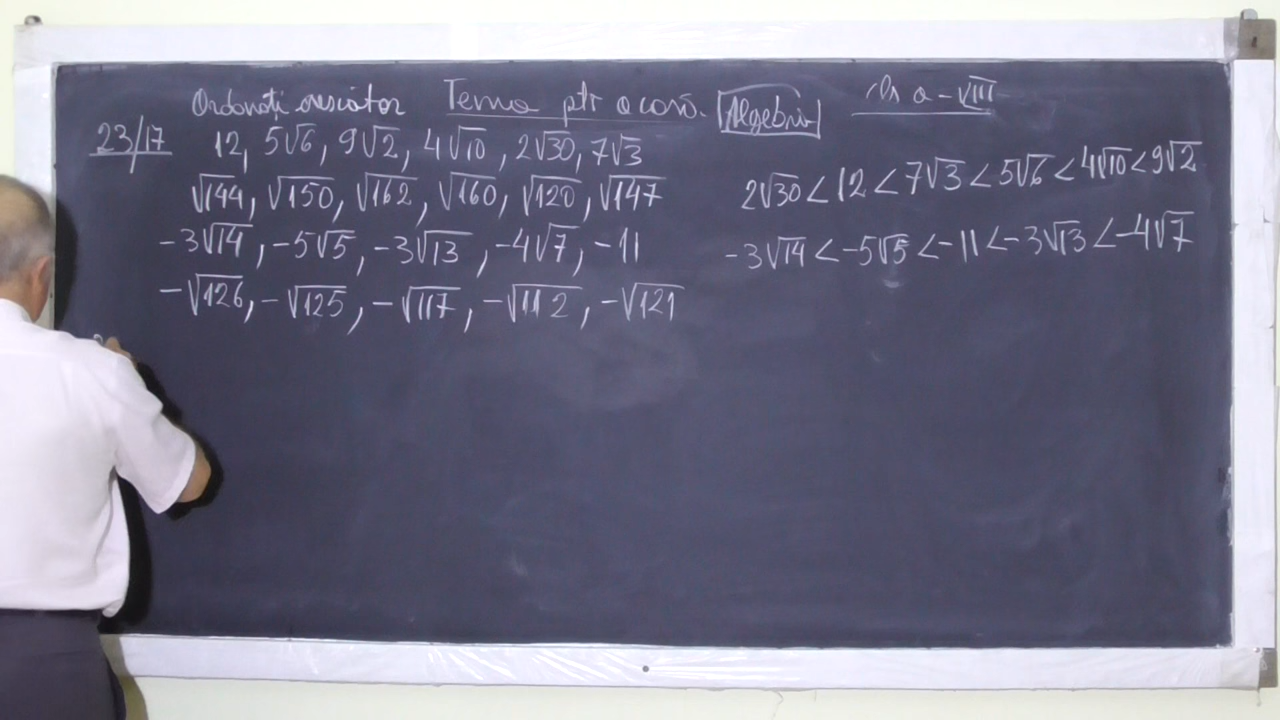 Ordonați crescător Tema ptr acasă. Algebră cls a-VIII
23/17 12, 5√6, 9√2, 4√10, 2√30, 7√3
√144, √150, √162, √160, √120, √147
2√30 < 12 < 7√3 < 5√6 < 4√10 < 9√2
-3√14, -5√5, -3√13, -4√7, -11
-3√14 < -5√5 < -11 < -3√13 < -4√7
-√126, -√125, -√117, -√112, -√121